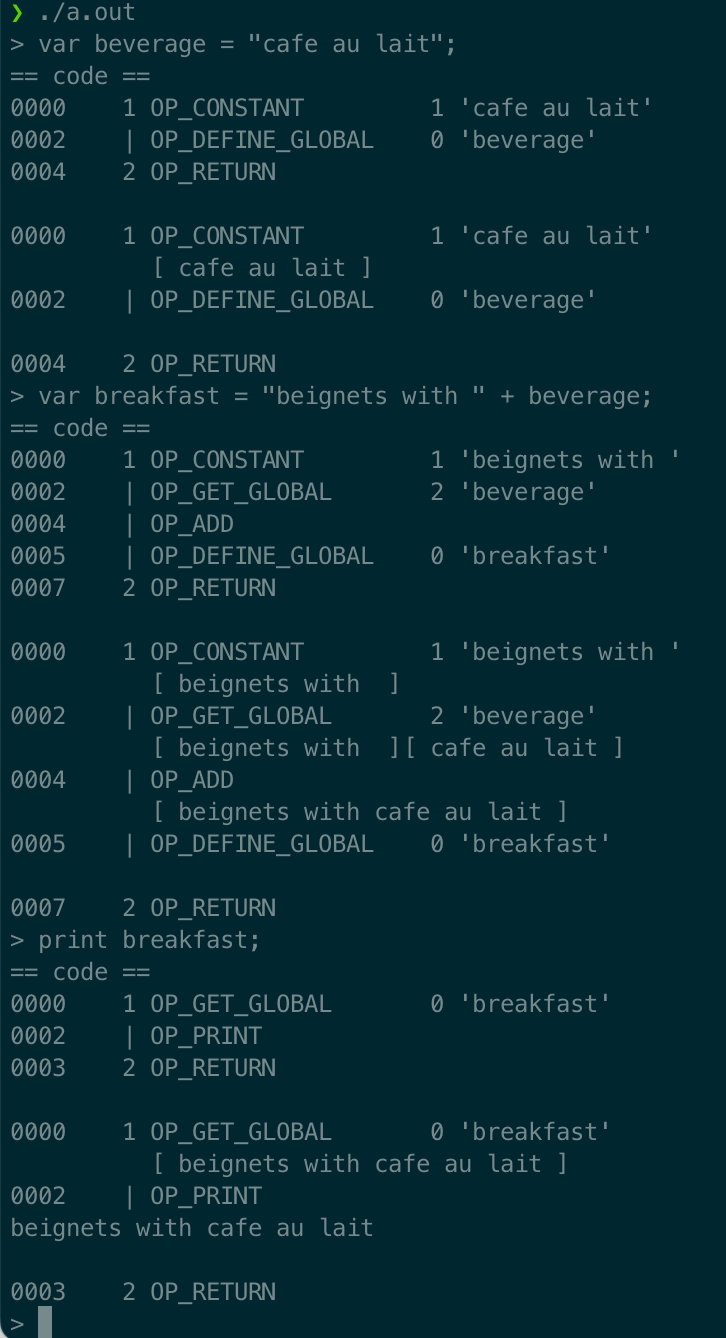 ❯ ./a.out
> var beverage = "cafe au lait";
== code ==
0000    1 OP_CONSTANT         1 'cafe au lait'
0002    | OP_DEFINE_GLOBAL    0 'beverage'
0004    2 OP_RETURN

0000    1 OP_CONSTANT         1 'cafe au lait'
          [ cafe au lait ]
0002    | OP_DEFINE_GLOBAL    0 'beverage'

0004    2 OP_RETURN
> var breakfast = "beignets with " + beverage;
== code ==
0000    1 OP_CONSTANT         1 'beignets with '
0002    | OP_GET_GLOBAL       2 'beverage'
0004    | OP_ADD
0005    | OP_DEFINE_GLOBAL    0 'breakfast'
0007    2 OP_RETURN

0000    1 OP_CONSTANT         1 'beignets with '
          [ beignets with  ]
0002    | OP_GET_GLOBAL       2 'beverage'
          [ beignets with  ][ cafe au lait ]
0004    | OP_ADD
          [ beignets with cafe au lait ]
0005    | OP_DEFINE_GLOBAL    0 'breakfast'

0007    2 OP_RETURN
> print breakfast;
== code ==
0000    1 OP_GET_GLOBAL       0 'breakfast'
0002    | OP_PRINT
0003    2 OP_RETURN

0000    1 OP_GET_GLOBAL       0 'breakfast'
          [ beignets with cafe au lait ]
0002    | OP_PRINT
beignets with cafe au lait

0003    2 OP_RETURN
>